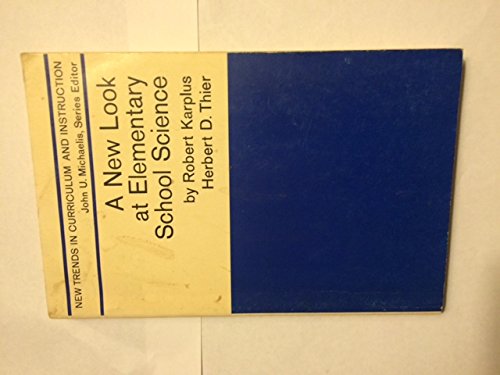 NEW TRENDS IN CURRICULUM AND INSTRUCTION
John U. Michaelis, Series Editor
A New Look
at Elementary
School Science
by Robert Karplus
Herbert D. Thier